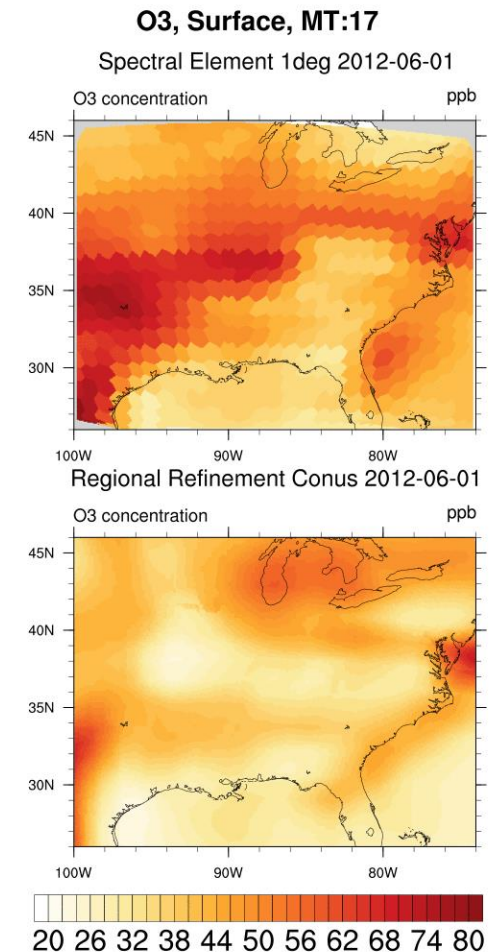 O3, Surface, MT:17
Spectral Element 1deg 2012-06-01
O3 concentration ppb
45N
40N
35N
30N
100W 90W 80W
Regional Refinement Conus 2012-06-01
O3 concentration ppb
45N
40N
35N
30N
100W 90W 80W
20 26 32 38 44 50 56 62 68 74 80